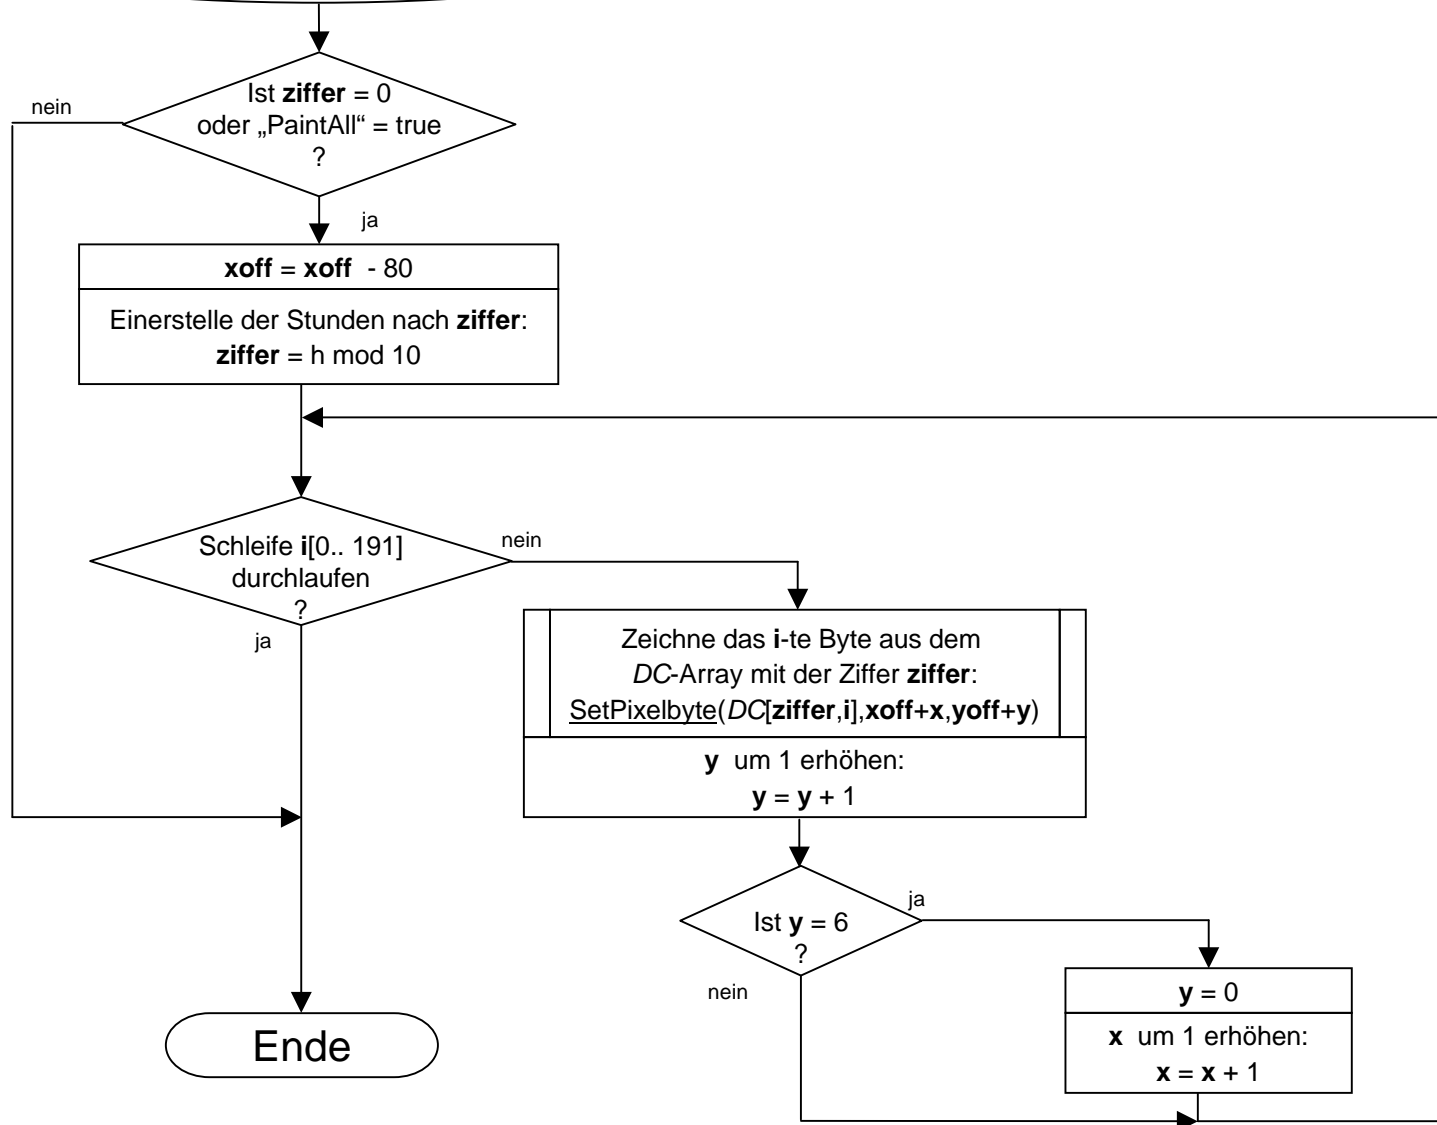 nein
Ist ziffer = 0
oder „PaintAll“ = true
?
ja
xoff = xoff - 80
Einerstelle der Stunden nach ziffer:
ziffer = h mod 10
Schleife i[0.. 191]
durchlaufen
?
nein
ja
Zeichne das i-te Byte aus dem
DC-Array mit der Ziffer ziffer:
SetPixelbyte(DC[ziffer,i],xoff+x,yoff+y)
y um 1 erhöhen:
y = y + 1
Ist y = 6
?
ja
nein
y = 0
x um 1 erhöhen:
x = x + 1
Ende